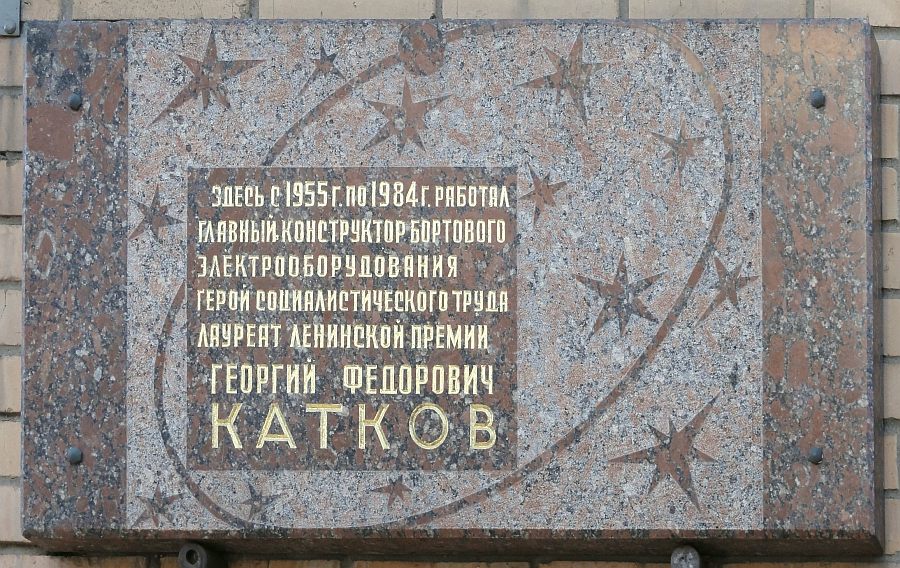 ЗДЕСЬ С 1955 Г. ПО 1984 Г. РАБОТАЛ
ГЛАВНЫЙ КОНСТРУКТОР БОРТОВОГО
ЭЛЕКТРООБОРУДОВАНИЯ
ГЕРОЙ СОЦИАЛИСТИЧЕСКОГО ТРУДА
ЛАУРЕАТ ЛЕНИНСКОЙ ПРЕМИИ
ГЕОРГИЙ ФЕДОРОВИЧ
КАТКОВ